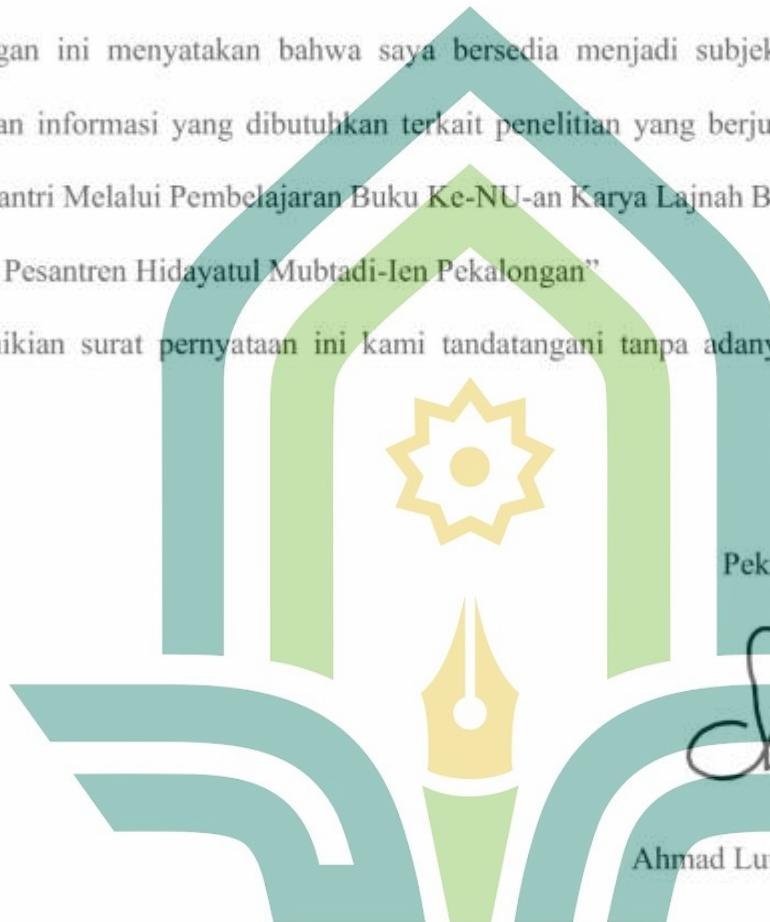 gan ini menyatakan bahwa saya bersedia menjadi subjek
an informasi yang dibutuhkan terkait penelitian yang berju
antri Melalui Pembelajaran Buku Ke-NU-an Karya Lajnah B
Pesantren Hidayatul Mubtadi-Ien Pekalongan”
ikian surat pernyataan ini kami tandatangani tanpa adany
Pek
Ahmad Lu